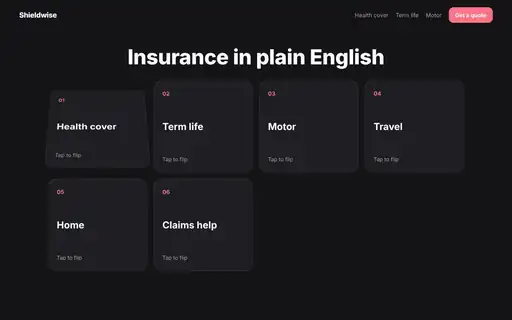 Shieldwise
Health cover Term life Motor Get a quote
Insurance in plain English
01
Health cover
Tap to flip
02
Term life
Tap to flip
03
Motor
Tap to flip
04
Travel
Tap to flip
05
Home
Tap to flip
06
Claims help
Tap to flip